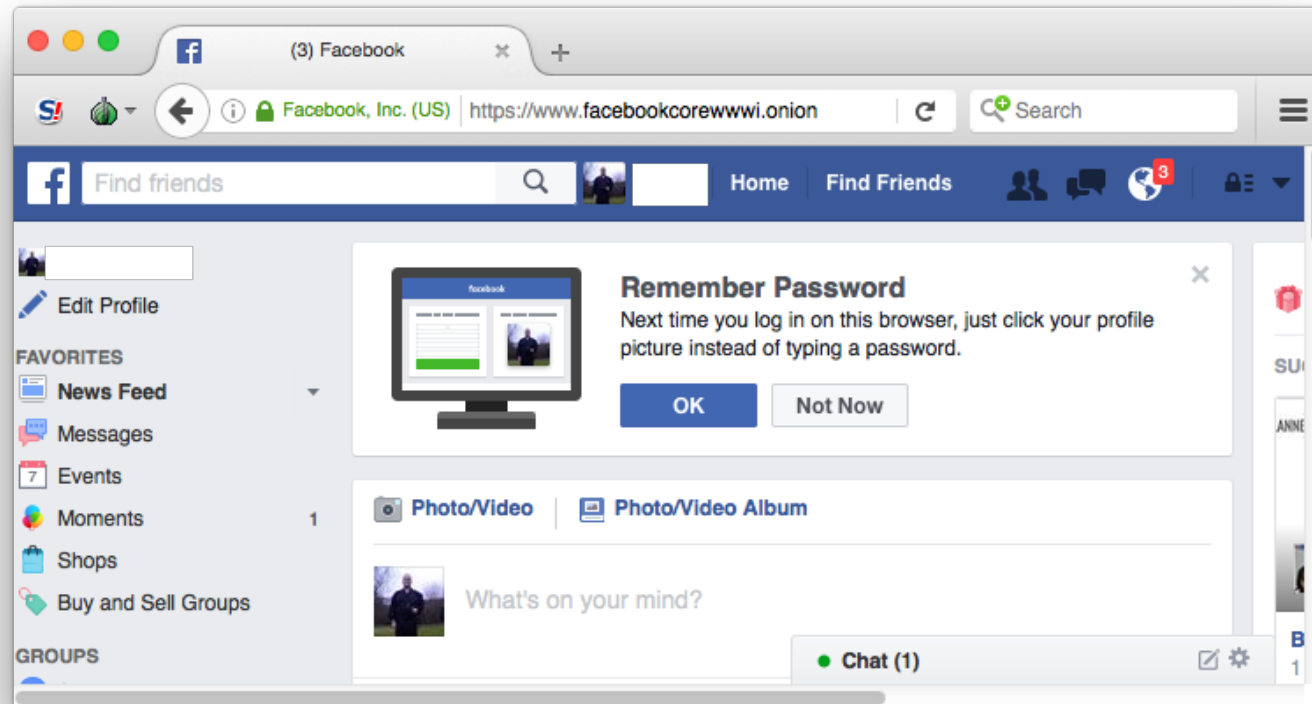 (3) Facebook
S!
Facebook, Inc. (US) https://www.facebookcorewwwi.onion Search
f Find friends Home Find Friends 3
Edit Profile
FAVORITES
News Feed
Messages
7 Events
Moments 1
Shops
Buy and Sell Groups
GROUPS
facebook
Remember Password
Next time you log in on this browser, just click your profile
picture instead of typing a password.
OK Not Now
Photo/Video Photo/Video Album
What's on your mind?
Chat (1)
SU
ANNE
B
1